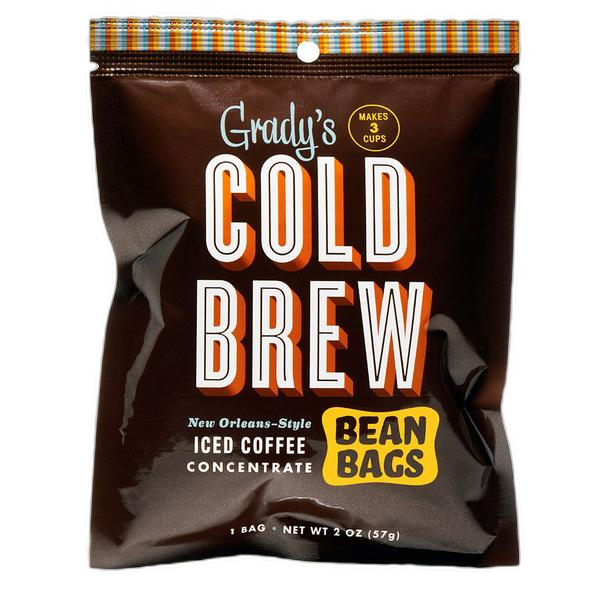 Grady's
MAKES
3
CUPS
COLD
BREW
New Orleans-Style
ICED COFFEE
CONCENTRATE
BEAN
BAGS
1 BAG • NET WT 2 OZ (57g)